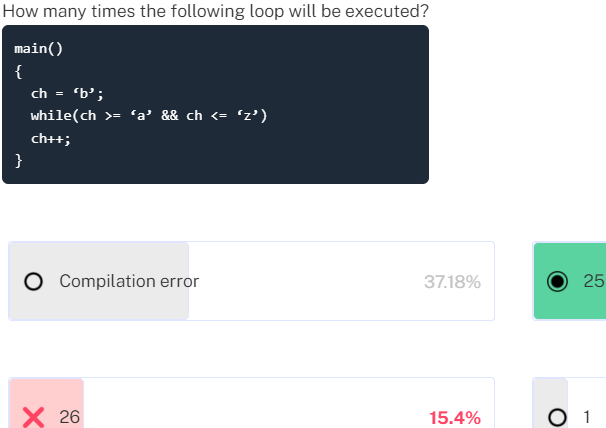 How many times the following loop will be executed?
main()
{
ch = ‘b’;
while(ch >= ‘a’ && ch <= ‘z’)
ch++;
}
Compilation error 37.18%
25
26 15.4%
1